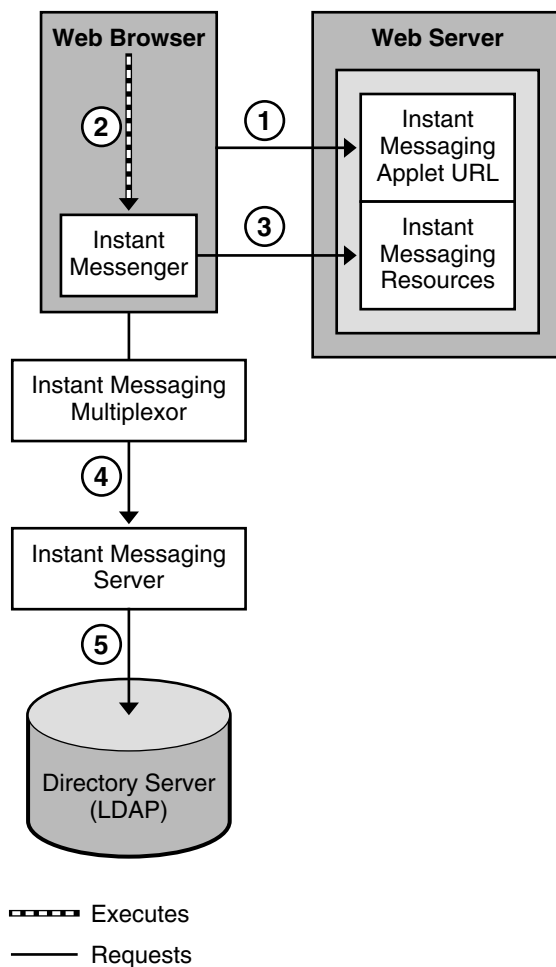 Web Browser
Web Server
2
1
Instant
Messaging
Applet URL
Instant
Messenger
3
Instant
Messaging
Resources
Instant Messaging
Multiplexor
4
Instant Messaging
Server
5
Directory Server
(LDAP)
Executes
Requests